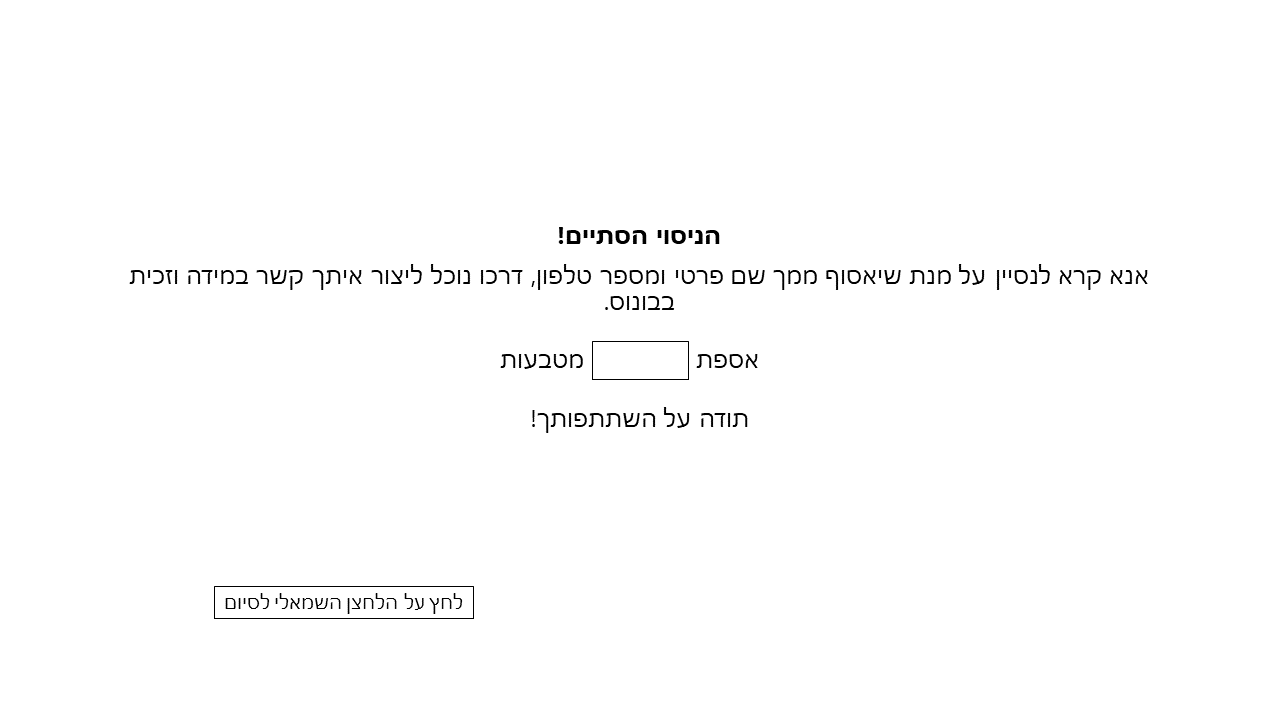 הניסוי הסתיים!
אנא קרא לנסיין על מנת שיאסוף ממך שם פרטי ומספר טלפון, דרכו נוכל ליצור איתך קשר במידה וזכית
בבונוס.
אספת מטבעות
תודה על השתתפותך!
לחץ על הלחצן השמאלי לסיום